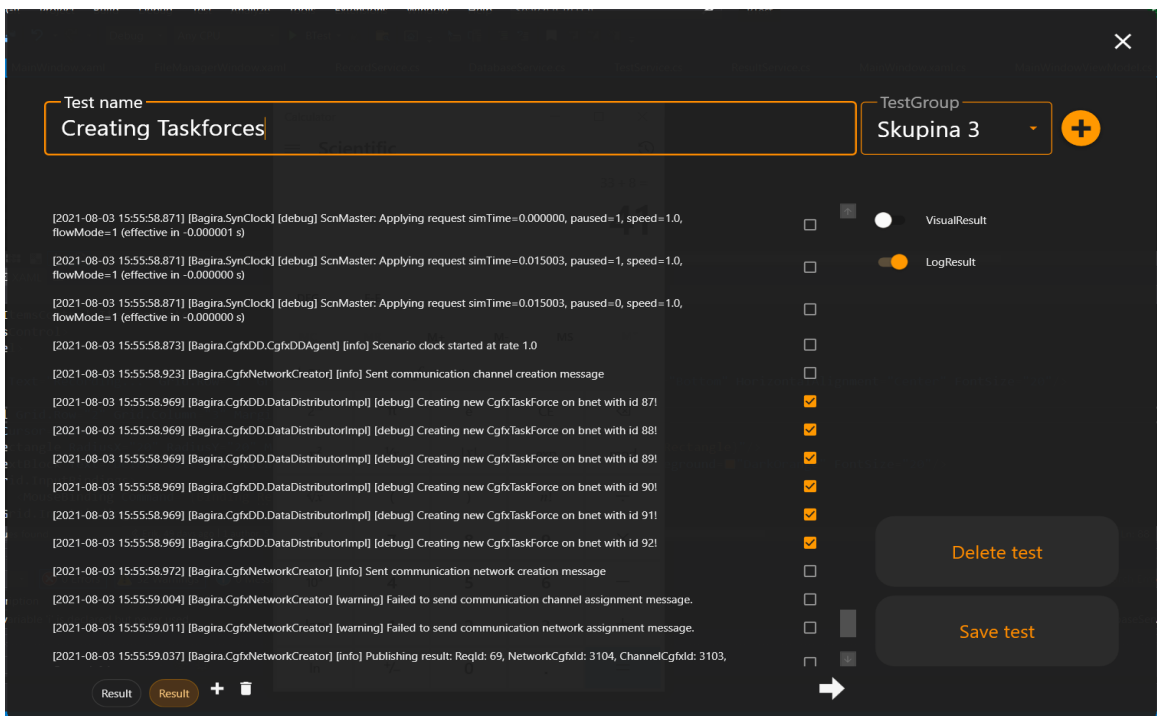 Test name
Creating Taskforces
TestGroup
Skupina 3
Scientific
41
[2021-08-03 15:55:58.871] [Bagira.SynClock] [debug] ScnMaster: Applying request simTime=0.000000, paused=1, speed=1.0,
flowMode=1 (effective in -0.000001 s)
[2021-08-03 15:55:58.871] [Bagira.SynClock] [debug] ScnMaster: Applying request simTime=0.015003, paused=1, speed=1.0,
flowMode=1 (effective in -0.000000 s)
[2021-08-03 15:55:58.871] [Bagira.SynClock] [debug] ScnMaster: Applying request simTime=0.015003, paused=0, speed=1.0,
flowMode=1 (effective in -0.000000 s)
[2021-08-03 15:55:58.873] [Bagira.CgfxDD.CgfxDDAgent] [info] Scenario clock started at rate 1.0
[2021-08-03 15:55:58.923] [Bagira.CgfxNetworkCreator] [info] Sent communication channel creation message
[2021-08-03 15:55:58.969] [Bagira.CgfxDD.DataDistributorImpl] [debug] Creating new CgfxTaskForce on bnet with id 87!
[2021-08-03 15:55:58.969] [Bagira.CgfxDD.DataDistributorImpl] [debug] Creating new CgfxTaskForce on bnet with id 88!
[2021-08-03 15:55:58.969] [Bagira.CgfxDD.DataDistributorImpl] [debug] Creating new CgfxTaskForce on bnet with id 89!
[2021-08-03 15:55:58.969] [Bagira.CgfxDD.DataDistributorImpl] [debug] Creating new CgfxTaskForce on bnet with id 90!
[2021-08-03 15:55:58.969] [Bagira.CgfxDD.DataDistributorImpl] [debug] Creating new CgfxTaskForce on bnet with id 91!
[2021-08-03 15:55:58.969] [Bagira.CgfxDD.DataDistributorImpl] [debug] Creating new CgfxTaskForce on bnet with id 92!
[2021-08-03 15:55:58.972] [Bagira.CgfxNetworkCreator] [info] Sent communication network creation message
[2021-08-03 15:55:59.004] [Bagira.CgfxNetworkCreator] [warning] Failed to send communication channel assignment message.
[2021-08-03 15:55:59.011] [Bagira.CgfxNetworkCreator] [warning] Failed to send communication network assignment message.
[2021-08-03 15:55:59.037] [Bagira.CgfxNetworkCreator] [info] Publishing result: ReqId: 69, NetworkCgfxId: 3104, ChannelCgfxId: 3103,
VisualResult
LogResult
Delete test
Save test
Result
Result